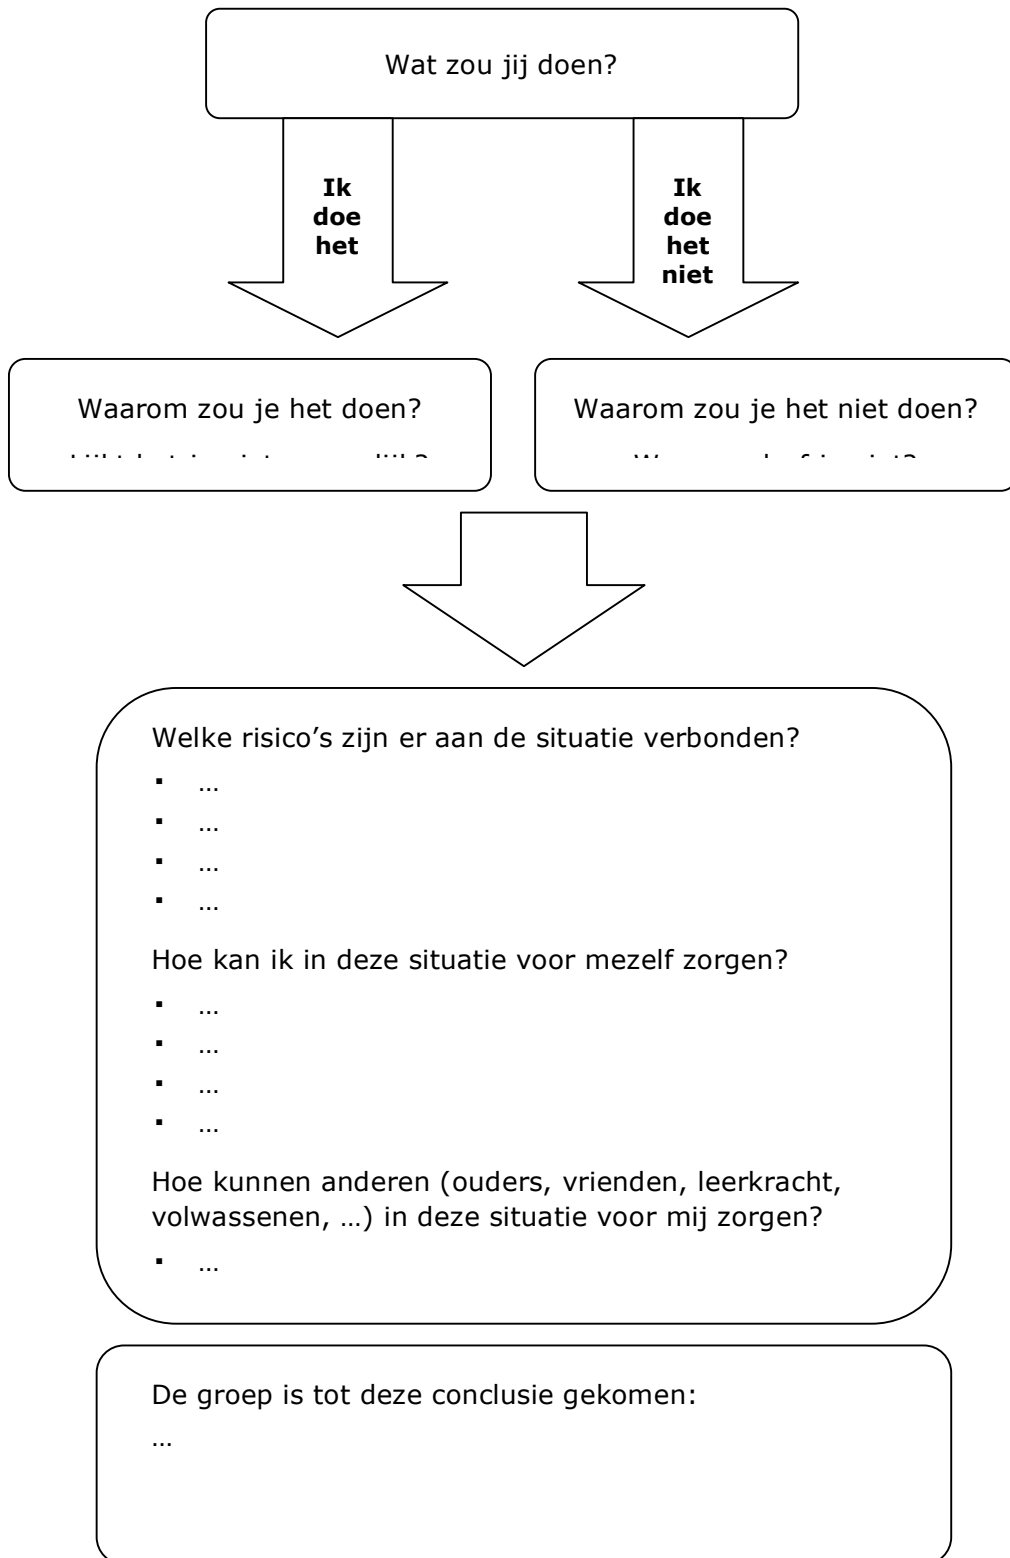 Wat zou jij doen?
Ik
doe
het
Ik
doe
het
niet
Waarom zou je het doen?
Waarom zou je het niet doen?
Welke risico’s zijn er aan de situatie verbonden?
▪ …
▪ …
▪ …
▪ …
Hoe kan ik in deze situatie voor mezelf zorgen?
▪ …
▪ …
▪ …
▪ …
Hoe kunnen anderen (ouders, vrienden, leerkracht,
volwassenen, …) in deze situatie voor mij zorgen?
▪ …
De groep is tot deze conclusie gekomen:
…